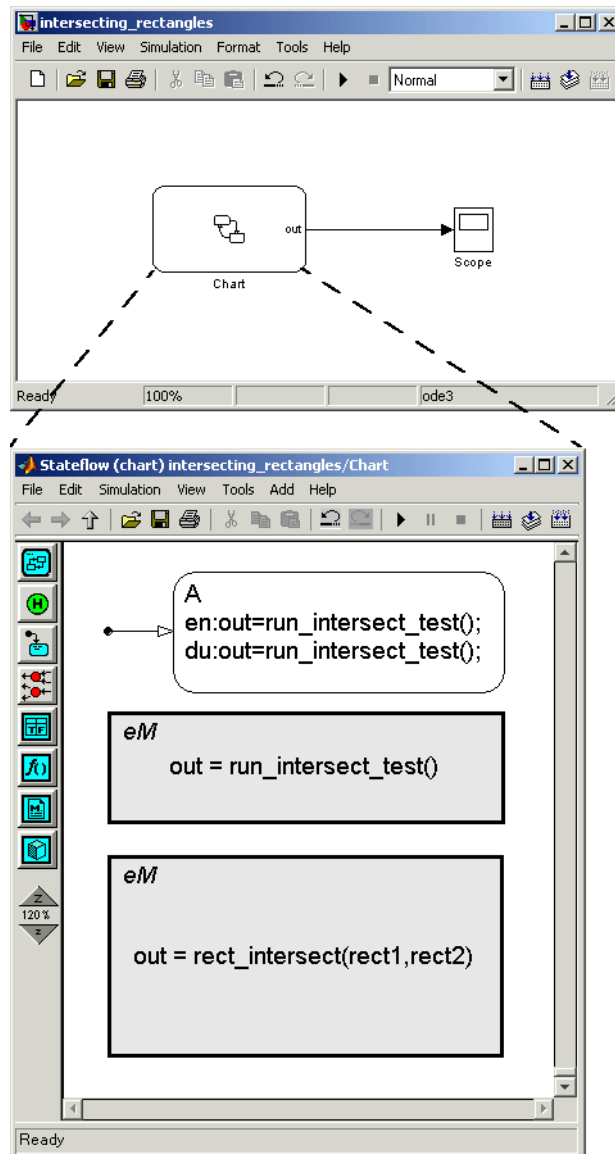 intersecting_rectangles
File Edit View Simulation Format Tools Help
Normal
out
Chart
Scope
Ready 100% ode3
Stateflow (chart) intersecting_rectangles/Chart
File Edit Simulation View Tools Add Help
H
A
en:out=run_intersect_test();
du:out=run_intersect_test();
eM
out = run_intersect_test()
TF
f()
M
eM
Z
120%
z
out = rect_intersect(rect1,rect2)
Ready